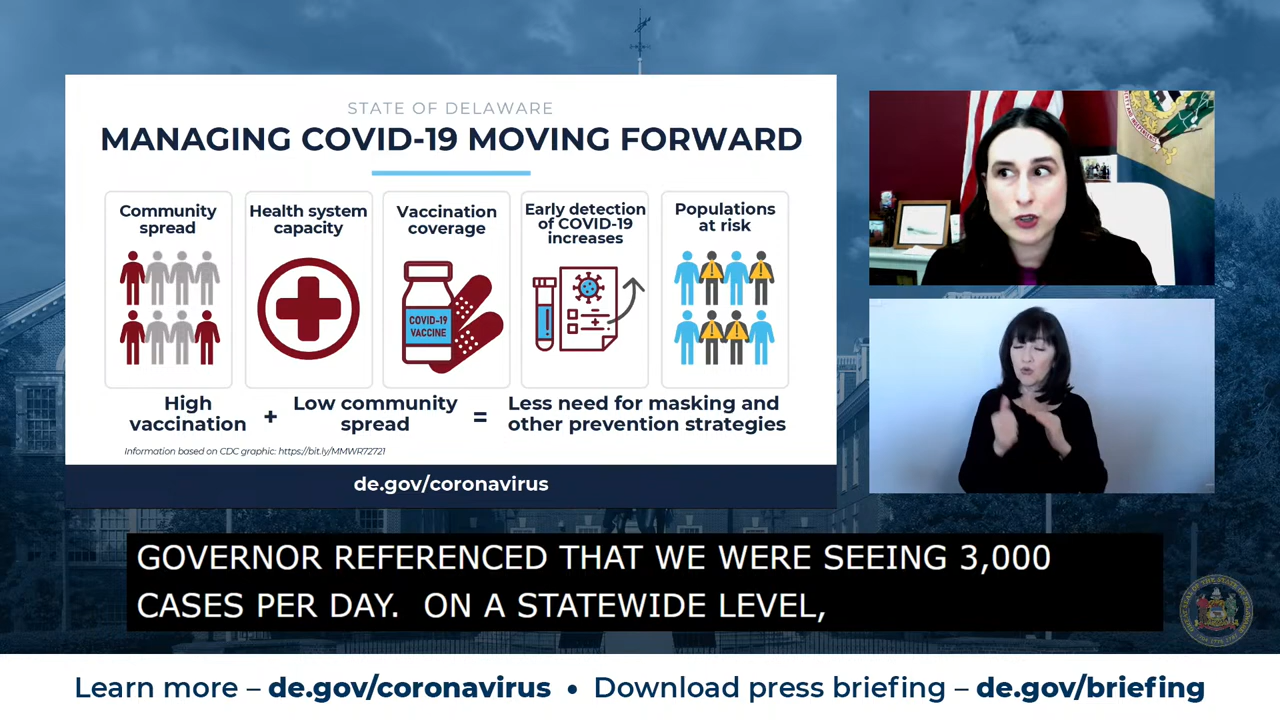 STATE OF DELAWARE
MANAGING COVID-19 MOVING FORWARD
Community
spread
Health system
capacity
Vaccination
coverage
COVID-19
VACCINE
Early detection
of COVID-19
increases
Populations
at risk
High
vaccination
+
Low community
spread
=
Less need for masking and
other prevention strategies
Information based on CDC graphic: https://bit.ly/MMWR72721
de.gov/coronavirus
GOVERNOR REFERENCED THAT WE WERE SEEING 3,000
CASES PER DAY.  ON A STATEWIDE LEVEL,
Learn more – de.gov/coronavirus • Download press briefing – de.gov/briefing